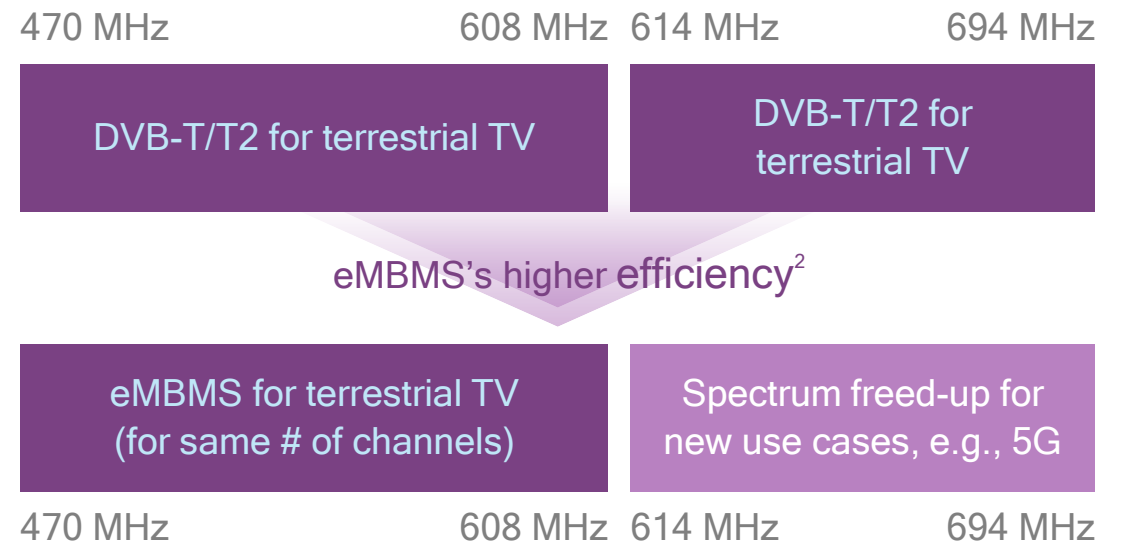 470 MHz 608 MHz 614 MHz 694 MHz
DVB-T/T2 for terrestrial TV
DVB-T/T2 for
terrestrial TV
eMBMS’s higher efficiency²
eMBMS for terrestrial TV
(for same # of channels)
Spectrum freed-up for
new use cases, e.g., 5G
470 MHz 608 MHz 614 MHz 694 MHz